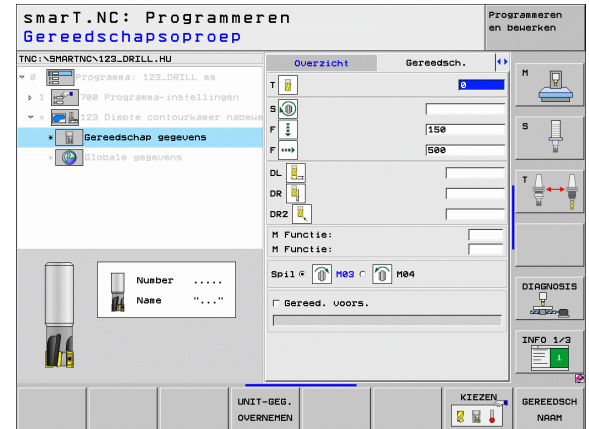 smarT.NC: Programmeren
Gereedschapsoproep
Programmeren
en bewerken
TNC:\SMARTNC\123_DRILL.HU
0 Programma: 123_DRILL mm
1 700 Programma-instellingen
123 Diepte contourkamer nabewe
* Gereedschap gegevens
* Globale gegevens
Overzicht
Gereedsch.
T 0
S
F 150
F 500
DL
DR
DR2
M Functie:
M Functie:
Spil M03 M04
Gereed. voors.
Number .....
Name "..."
M
S
T
DIAGNOSIS
INFO 1/3
UNIT-GEG.
OVERNEMEN
KIEZEN
GEREEDSCH
NAAM